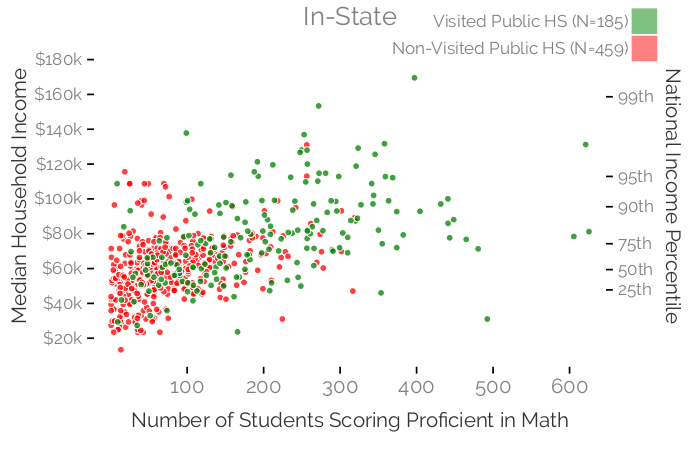 In-State
Visited Public HS (N=185)
Non-Visited Public HS (N=459)
Median Household Income
$180k
$160k
$140k
$120k
$100k
$80k
$60k
$40k
$20k
99th
95th
90th
75th
50th
25th
National Income Percentile
100 200 300 400 500 600
Number of Students Scoring Proficient in Math